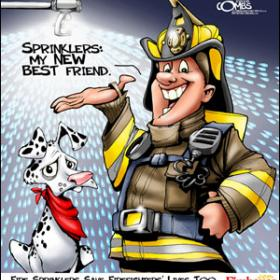 COMBS
SPRINKLERS:
MY NEW
BEST FRIEND.
FIRE SPRINKLERS SAVE FIREFIGHTERS' LIVES TOO.